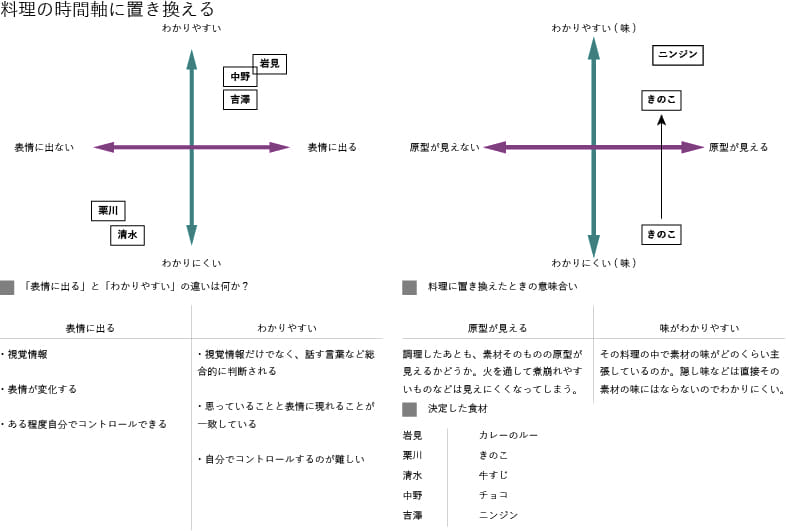 料理の時間軸に置き換える
わかりやすい
岩見
中野
吉澤
表情に出ない
表情に出る
栗川
清水
わかりにくい
わかりやすい ( 味 )
ニンジン
きのこ
原型が見えない
原型が見える
きのこ
わかりにくい ( 味 )
「表情に出る」と「わかりやすい」の違いは何か?
表情に出る
わかりやすい
・視覚情報
・表情が変化する
・ある程度自分でコントロールできる
・視覚情報だけでなく、話す言葉など総
合的に判断される
・思っていることと表情に現れることが
一致している
・自分でコントロールするのが難しい
料理に置き換えたときの意味合い
原型が見える
味がわかりやすい
調理したあとも、素材そのものの原型が
見えるかどうか。火を通して煮崩れやす
いものなどは見えにくくなってしまう。
その料理の中で素材の味がどのくらい主
張しているのか。隠し味などは直接その
素材の味にはならないのでわかりにくい。
決定した食材
岩見 カレーのルー
栗川 きのこ
清水 牛すじ
中野 チョコ
吉澤 ニンジン